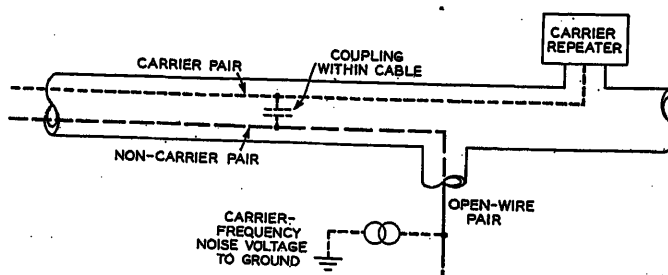 CARRIER PAIR
COUPLING
WITHIN CABLE
CARRIER
REPEATER
NON-CARRIER PAIR
OPEN-WIRE
PAIR
CARRIER-
FREQUENCY
NOISE VOLTAGE
TO GROUND